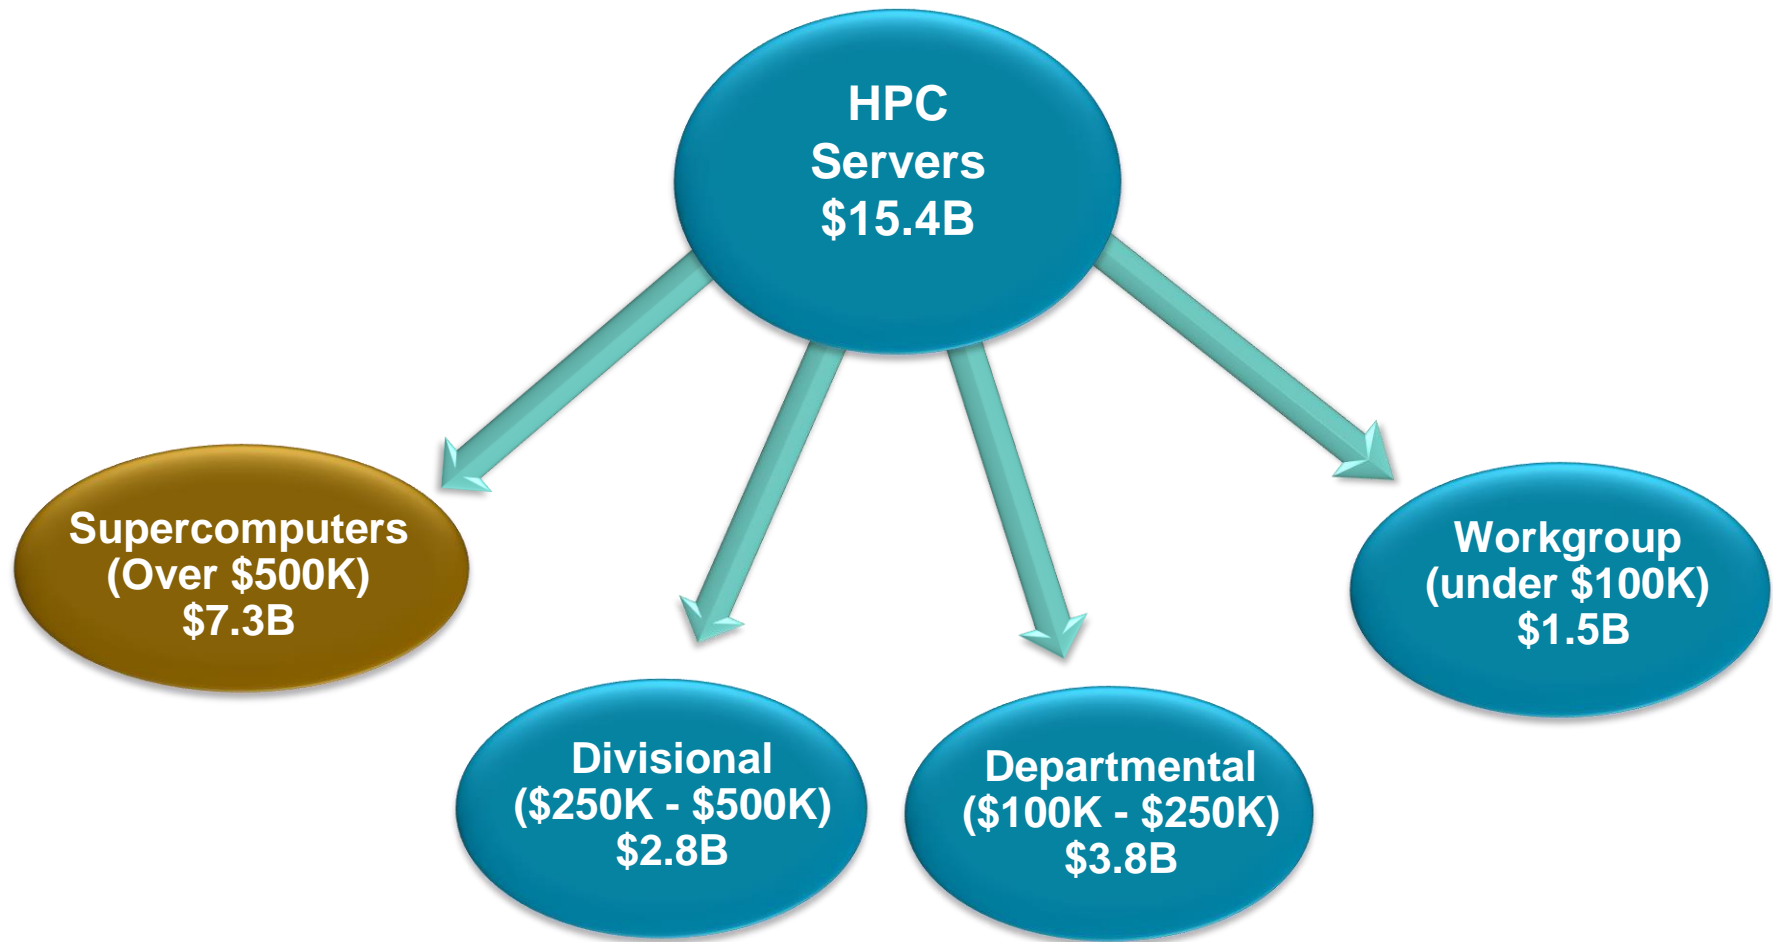 HPC
Servers
$15.4B
Supercomputers
(Over $500K)
$7.3B
Divisional
($250K - $500K)
$2.8B
Departmental
($100K - $250K)
$3.8B
Workgroup
(under $100K)
$1.5B